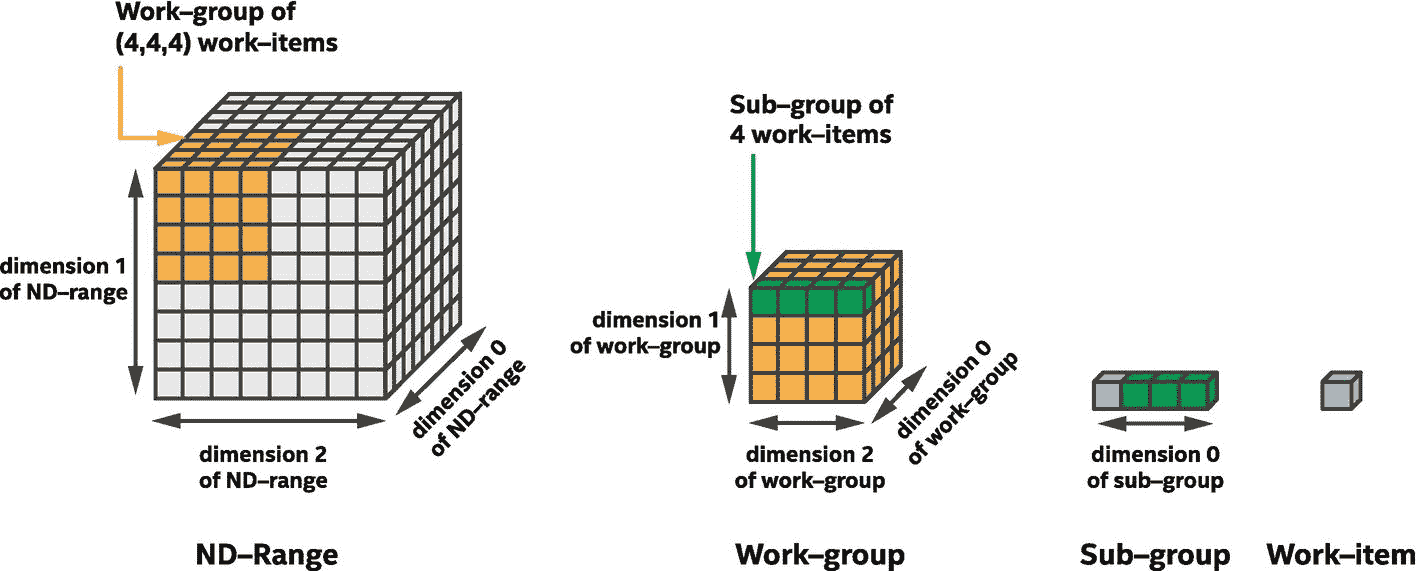 Work–group of
(4,4,4) work–items
dimension 1
of ND–range
dimension 0
of ND–range
dimension 2
of ND–range
ND–Range
Sub–group of
4 work–items
dimension 1
of work–group
dimension 0
of work–group
dimension 2
of work–group
Work–group
dimension 0
of sub–group
Sub–group
Work–item